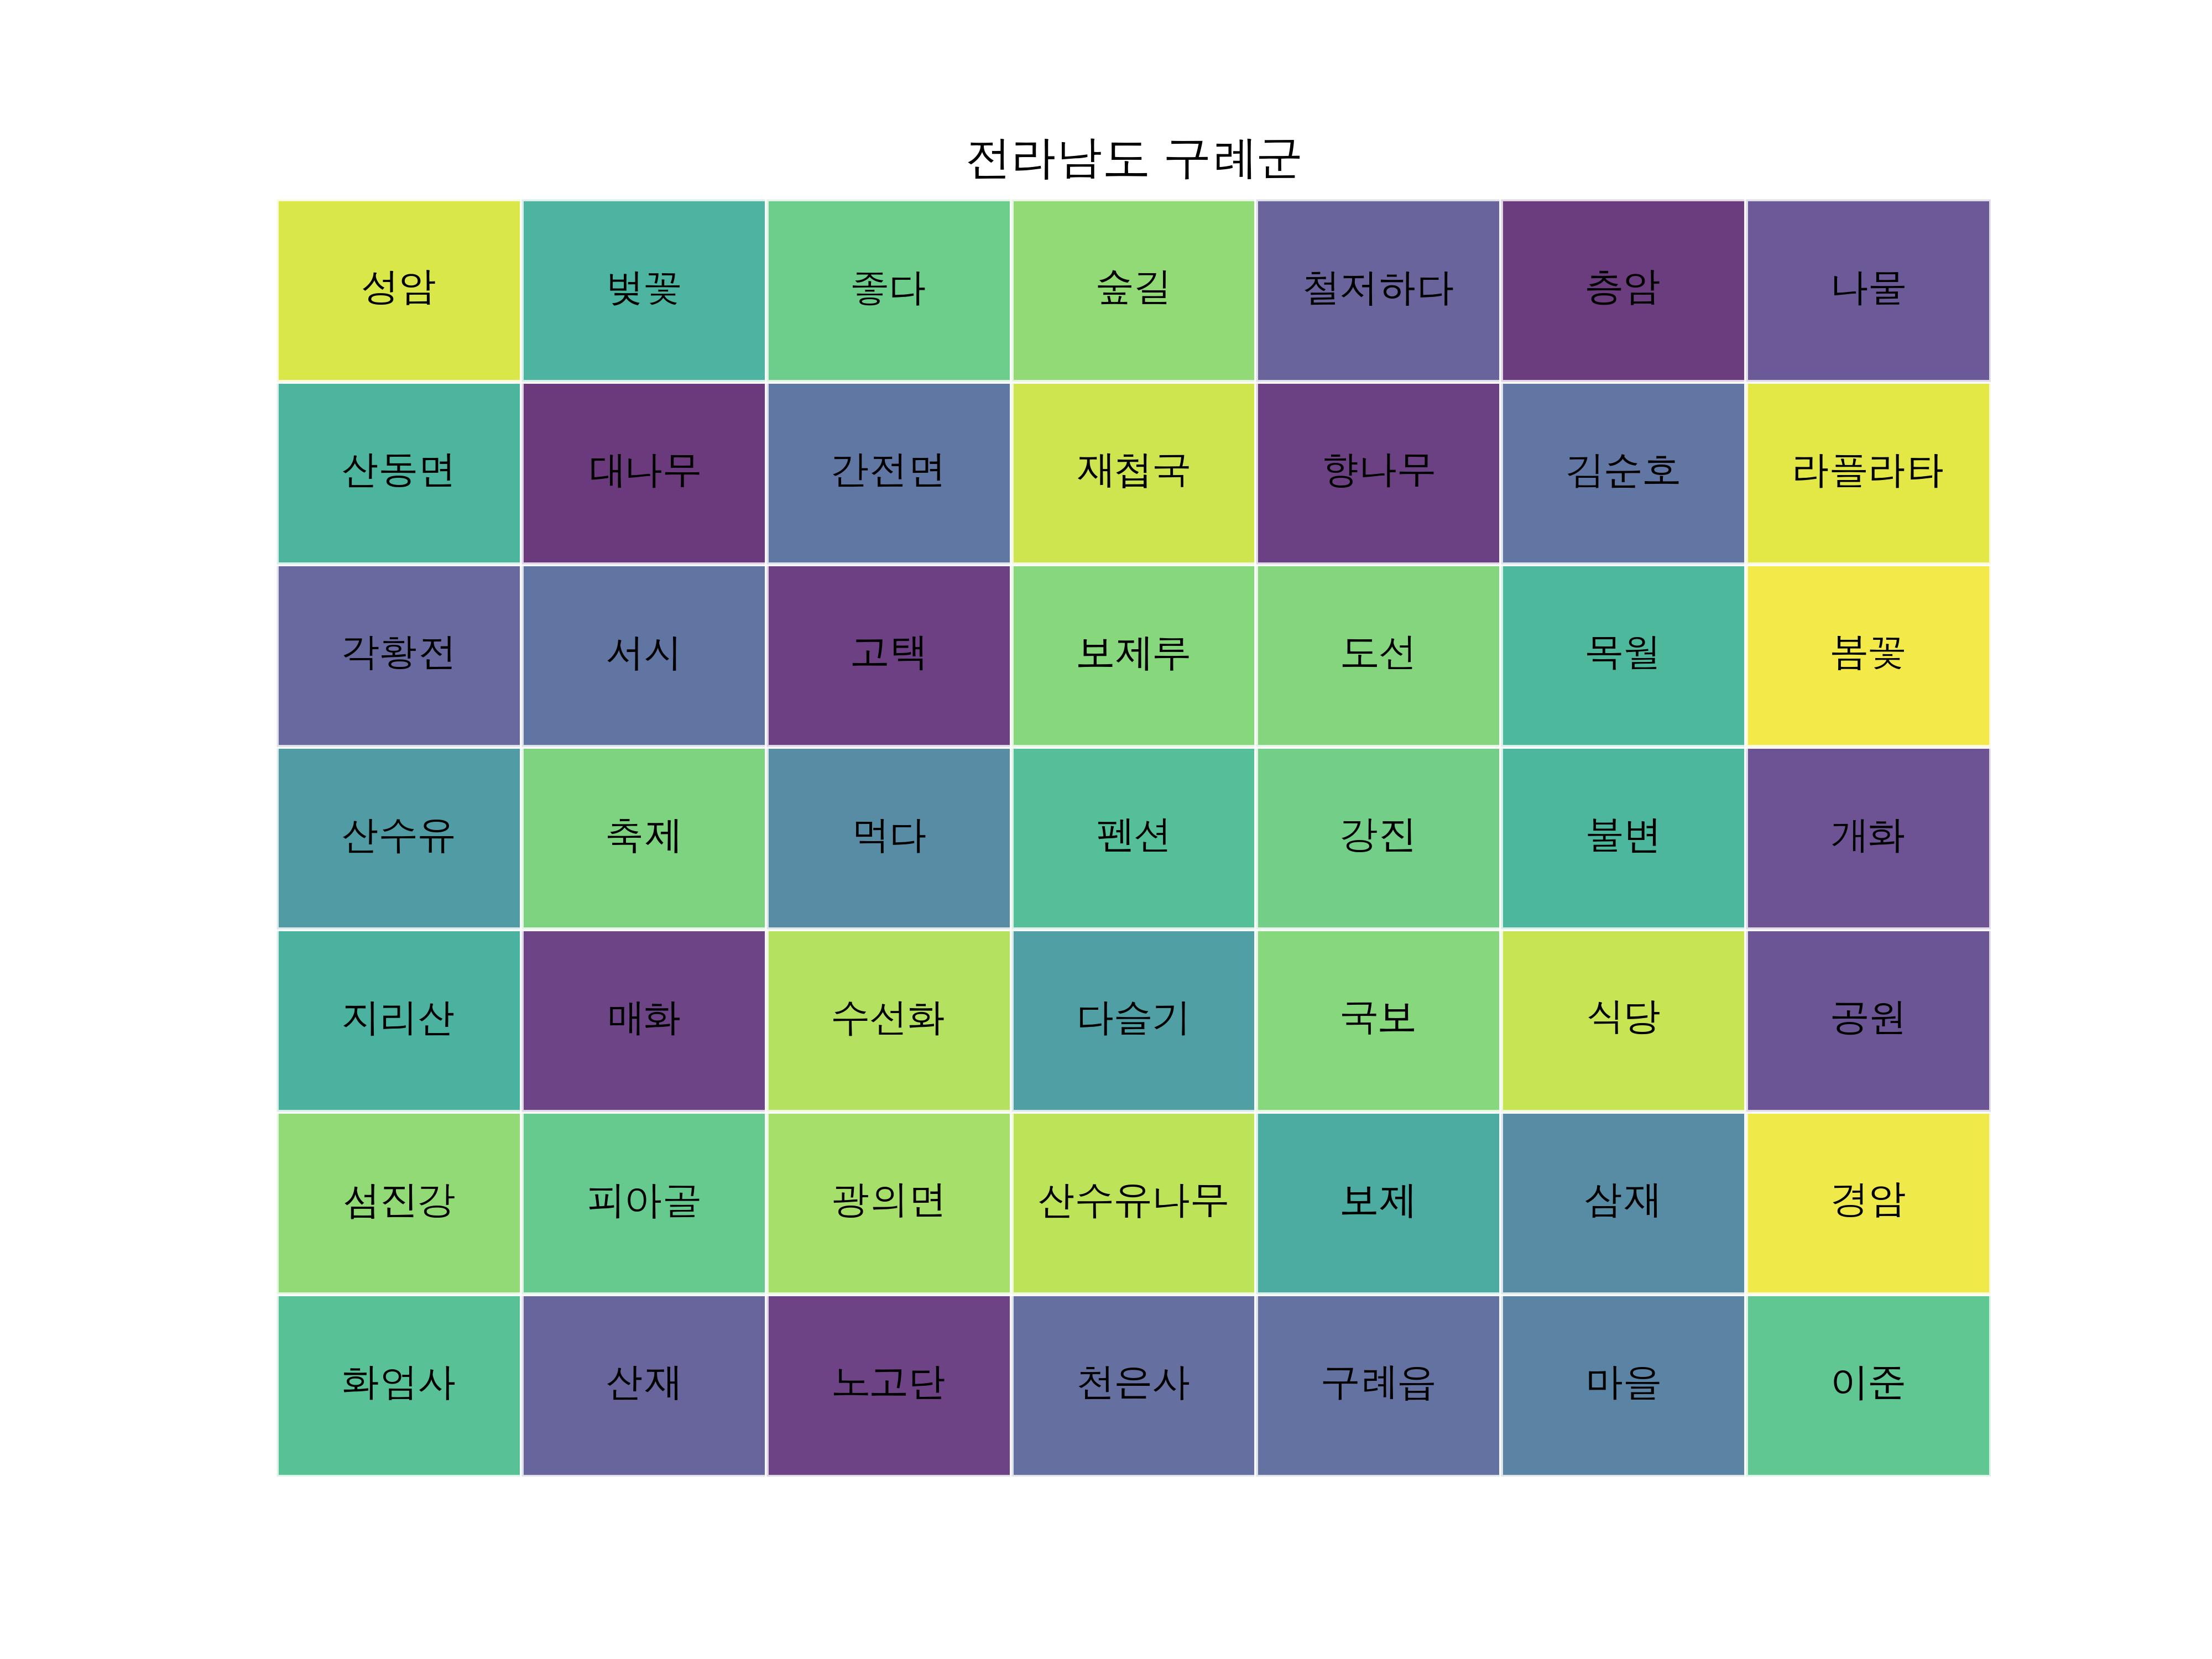 전라남도 구례군
성암 벚꽃 좋다 숲길 철저하다 층암 나물
산동면 대나무 간전면 재첩국 향나무 김순호 라플라타
각황전 서시 고택 보제루 도선 목월 봄꽃
산수유 축제 먹다 펜션 강진 불변 개화
지리산 매화 수선화 다슬기 국보 식당 공원
섬진강 피아골 광의면 산수유나무 보제 삼재 경암
화엄사 산재 노고단 천은사 구례읍 마을 이준